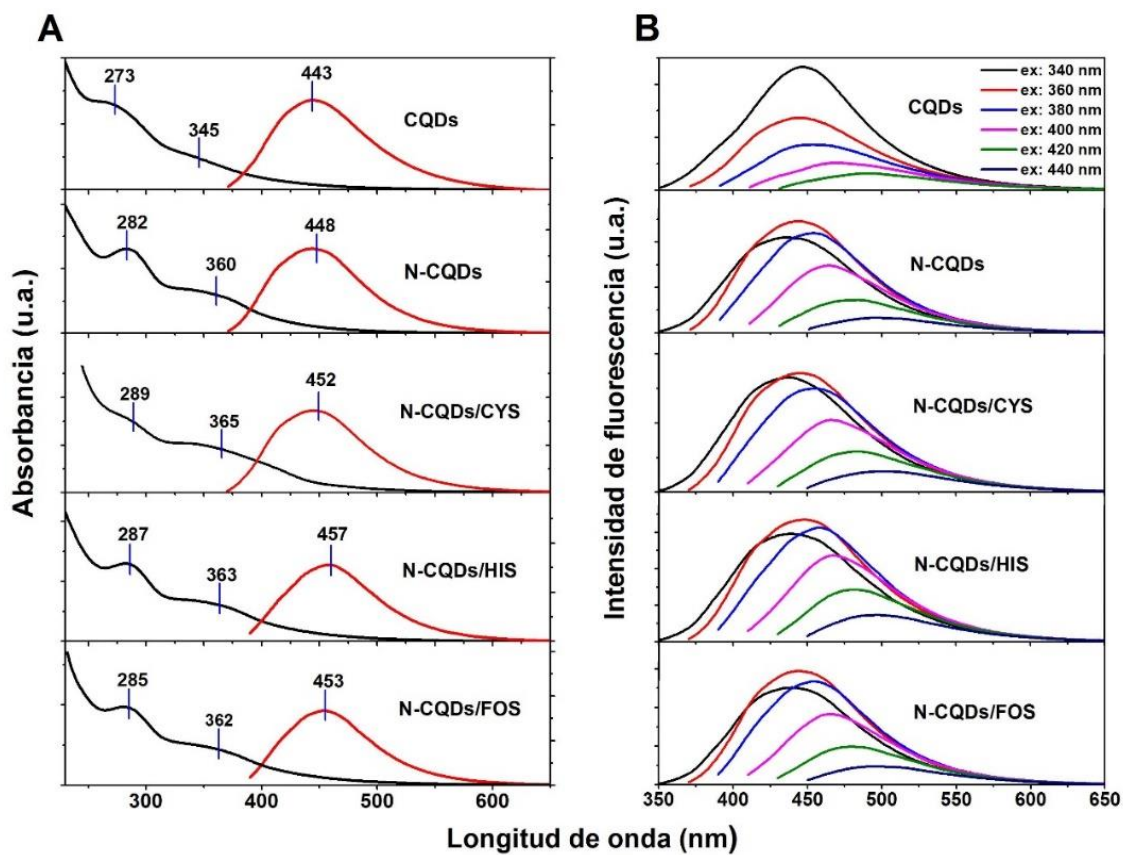 A
B
273
443
345
CQDs
282
448
360
N-CQDs
289
452
365
N-CQDs/CYS
287
457
363
N-CQDs/HIS
285
453
362
N-CQDs/FOS
Absorbancia (u.a.)
300
400
500
600
ex: 340 nm
ex: 360 nm
ex: 380 nm
ex: 400 nm
ex: 420 nm
ex: 440 nm
CQDs
N-CQDs
N-CQDs/CYS
N-CQDs/HIS
N-CQDs/FOS
Intensidad de fluorescencia (u.a.)
350
400
450
500
550
600
650
Longitud de onda (nm)